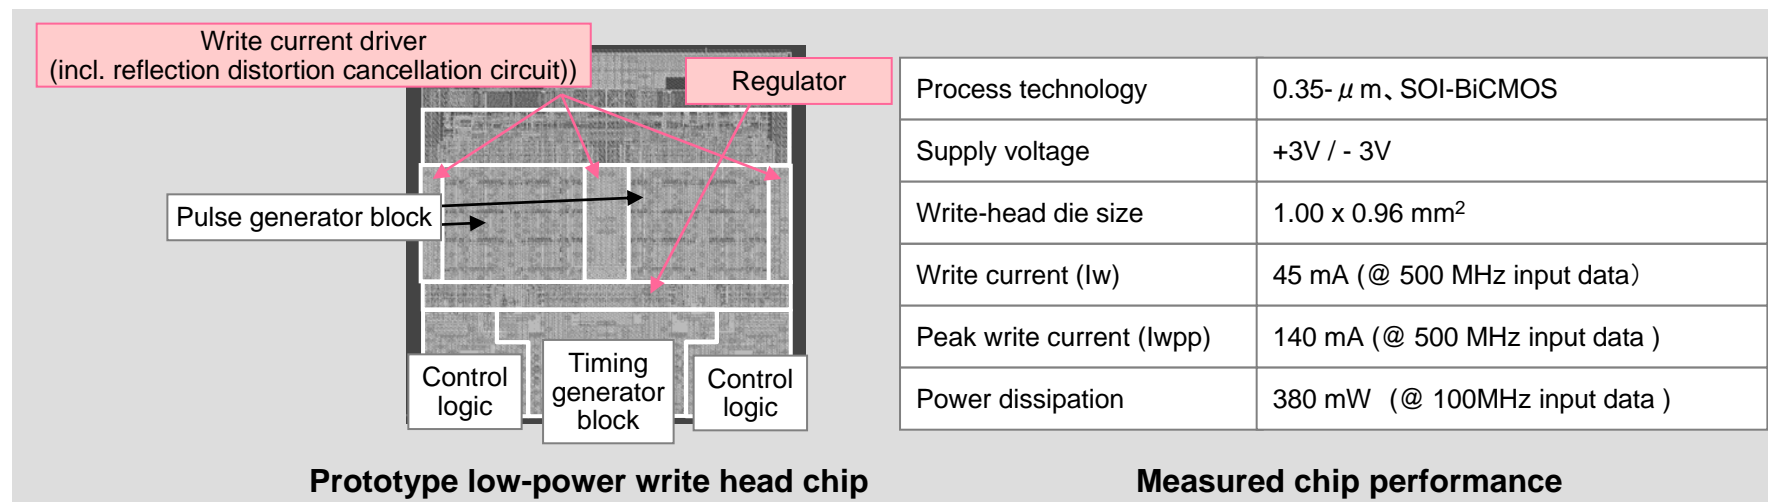 Write current driver
(incl. reflection distortion cancellation circuit))
Regulator
Pulse generator block
Control
logic
Timing
generator
block
Control
logic
Prototype low-power write head chip
Process technology 0.35-μm、SOI-BiCMOS
Supply voltage +3V / - 3V
Write-head die size 1.00 x 0.96 mm²
Write current (Iw) 45 mA (@ 500 MHz input data）
Peak write current (Iwpp) 140 mA (@ 500 MHz input data )
Power dissipation 380 mW (@ 100MHz input data )
Measured chip performance